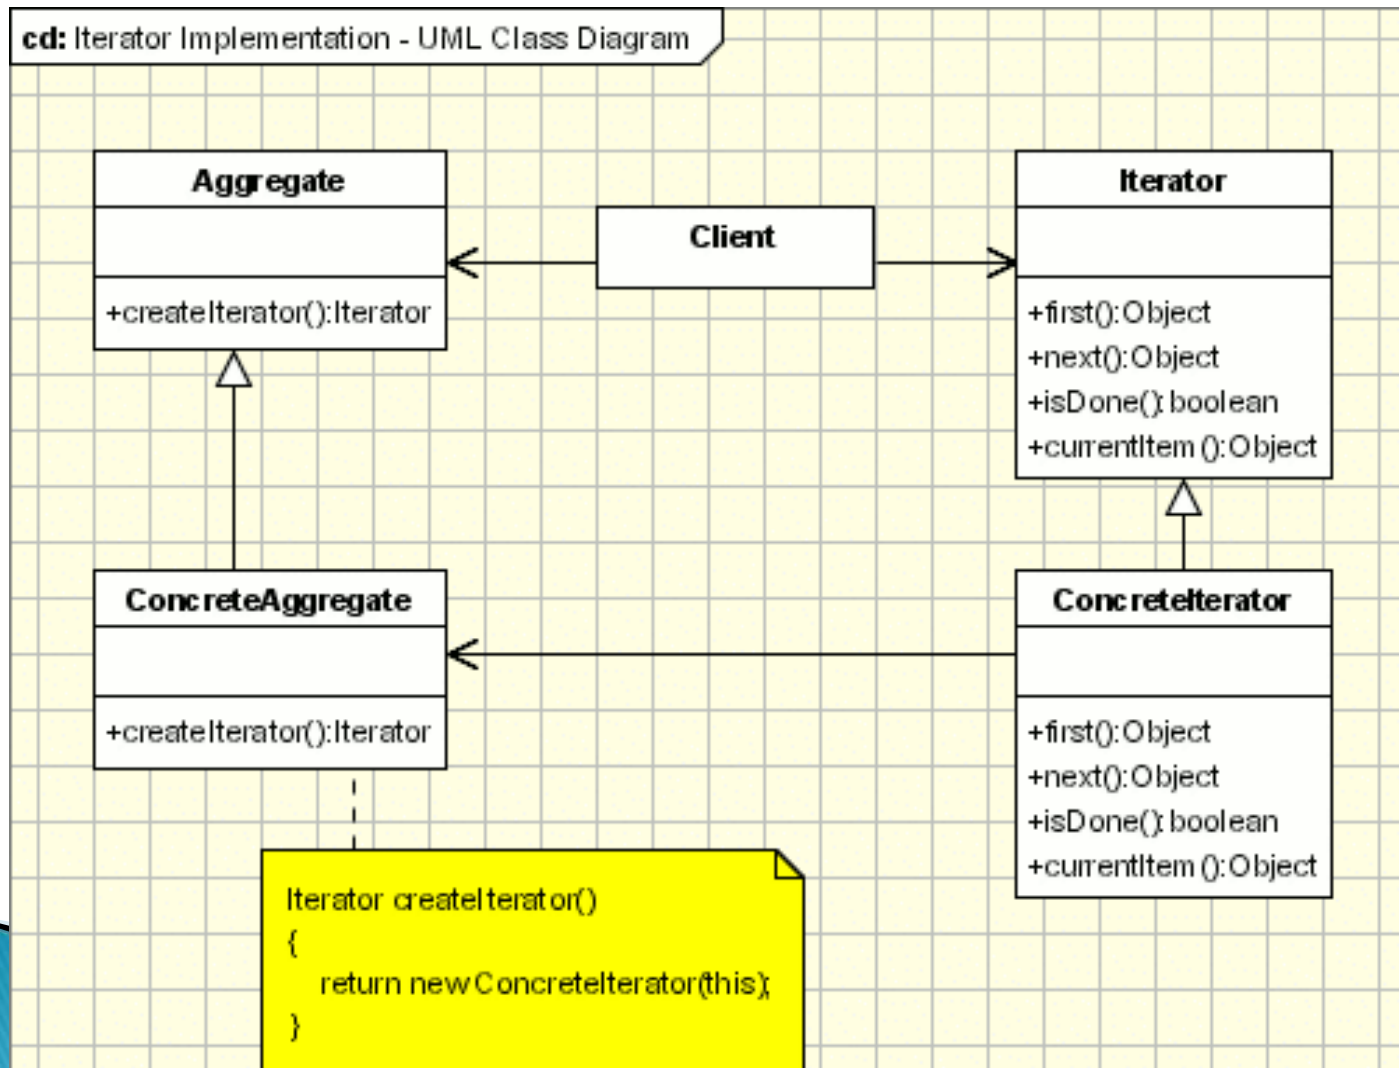 cd: Iterator Implementation - UML Class Diagram
Aggregate
+createIterator():Iterator
Client
Iterator
+first():Object
+next():Object
+isDone():boolean
+currentItem():Object
ConcreteAggregate
+createIterator():Iterator
ConcreteIterator
+first():Object
+next():Object
+isDone():boolean
+currentItem():Object
Iterator createIterator()
{
return new ConcreteIterator(this);
}